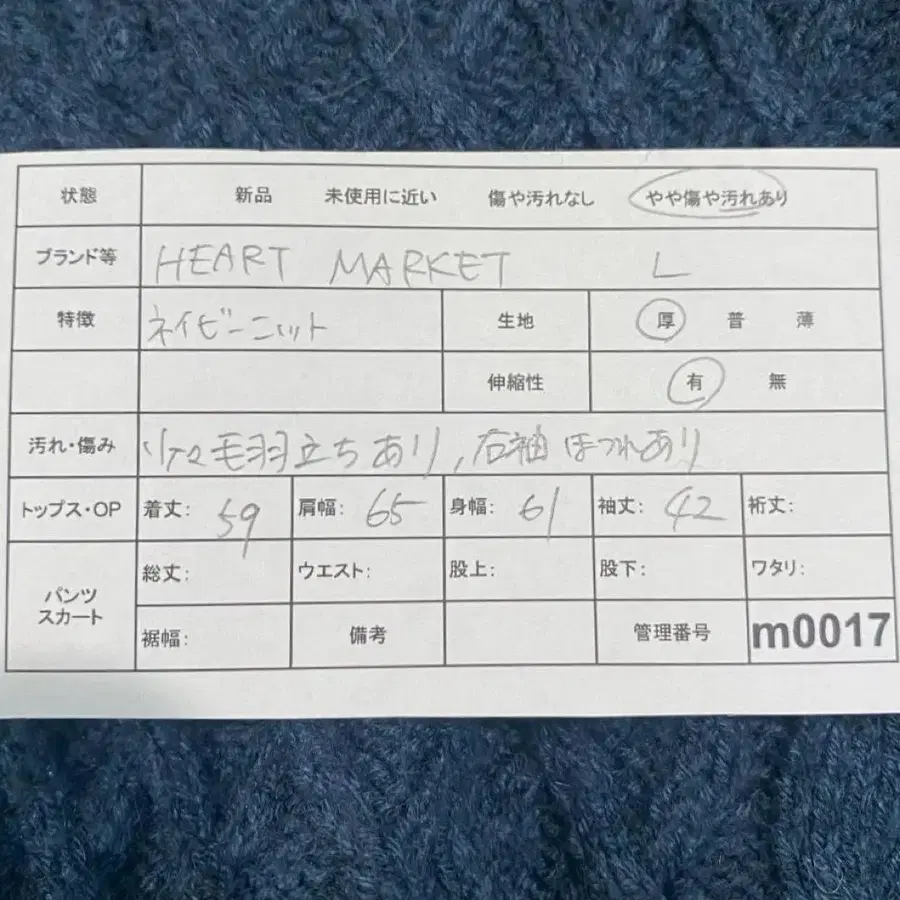 状態 新品 未使用に近い 傷や汚れなし やや傷や汚れあり
ブランド等 HEART MARKET L
特徴 ネイビーニット 生地 厚 普 薄
伸縮性 有 無
汚れ・傷み 少々毛羽立ちあり,右袖ほつれあり
トップス・OP 着丈: 59 肩幅: 65 身幅: 61 袖丈: 42 裄丈:
パンツ スカート 総丈: ウエスト: 股上: 股下: ワタリ:
裾幅: 備考 管理番号 m0017